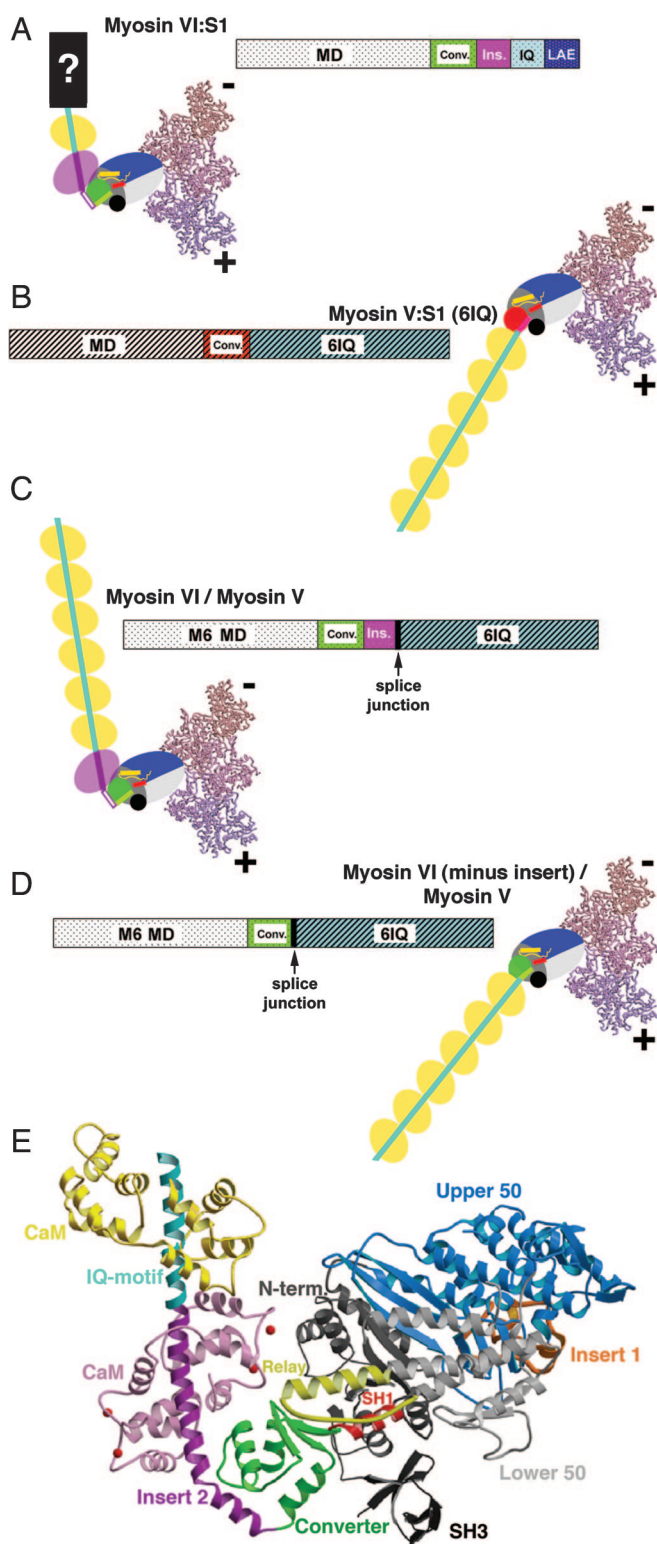 A
Myosin VI:S1
MD
Conv.
Ins.
IQ
LAE
?
-
+
B
Myosin V:S1 (6IQ)
MD
Conv.
6IQ
-
+
C
Myosin VI / Myosin V
M6 MD
Conv.
Ins.
6IQ
splice
junction
-
+
D
Myosin VI (minus insert) /
Myosin V
M6 MD
Conv.
6IQ
splice
junction
-
+
E
Upper 50
CaM
IQ-motif
N-term.
CaM
Relay
Insert 1
SH1
Lower 50
Insert 2
Converter
SH3